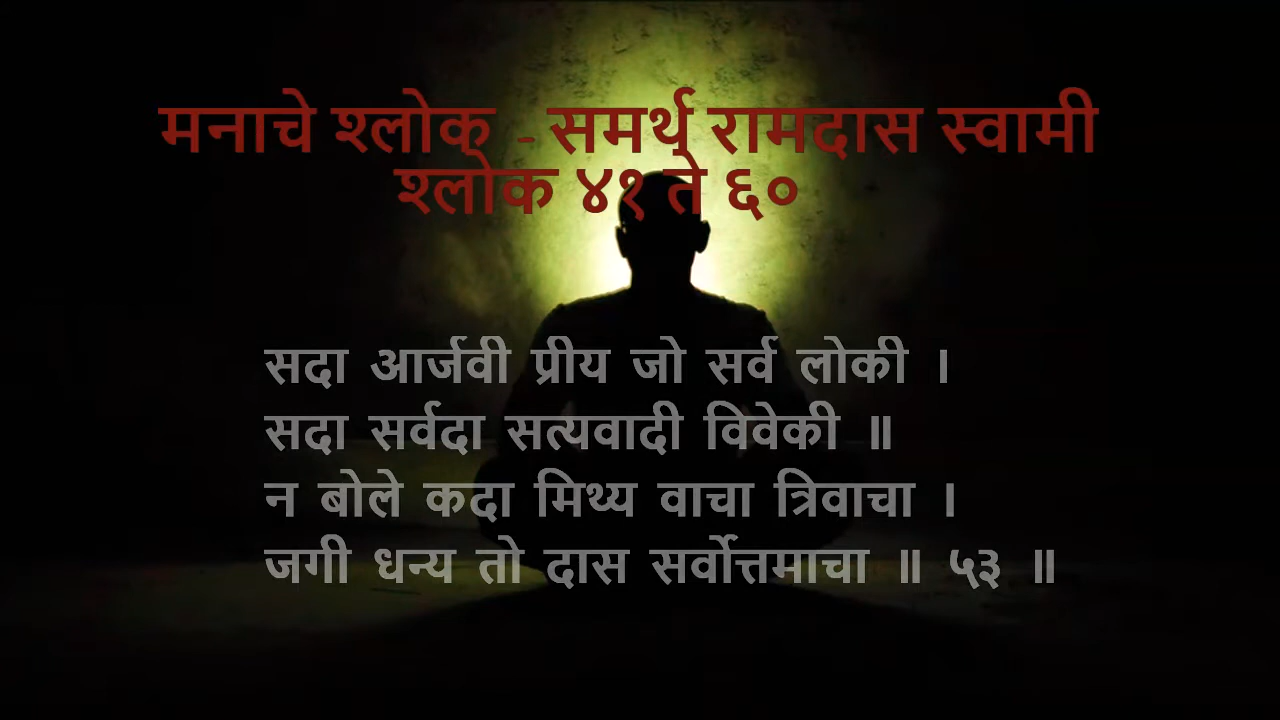 मनाचे श्लोक - समर्थ रामदास स्वामी
श्लोक ४१ ते ६०
सदा आर्जवी प्रीय जो सर्व लोकी ।
सदा सर्वदा सत्यवादी विवेकी ॥
न बोले कदा मिथ्य वाचा त्रिवाचा ।
जगी धन्य तो दास सर्वोत्तमाचा ॥ ५३ ॥